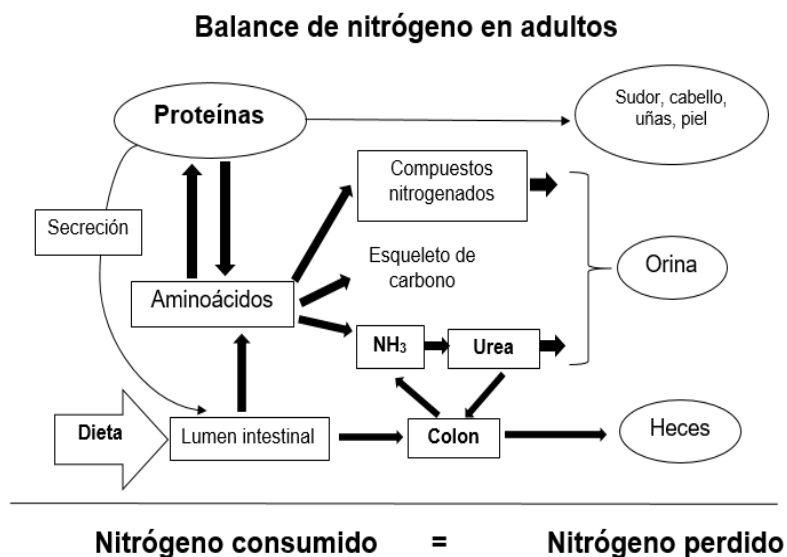 Balance de nitrógeno en adultos
Proteínas
Sudor, cabello,
uñas, piel
Compuestos
nitrogenados
Secreción
Esqueleto de
carbono
Orina
Aminoácidos
NH₃
Urea
Dieta
Lumen intestinal
Colon
Heces
Nitrógeno consumido = Nitrógeno perdido